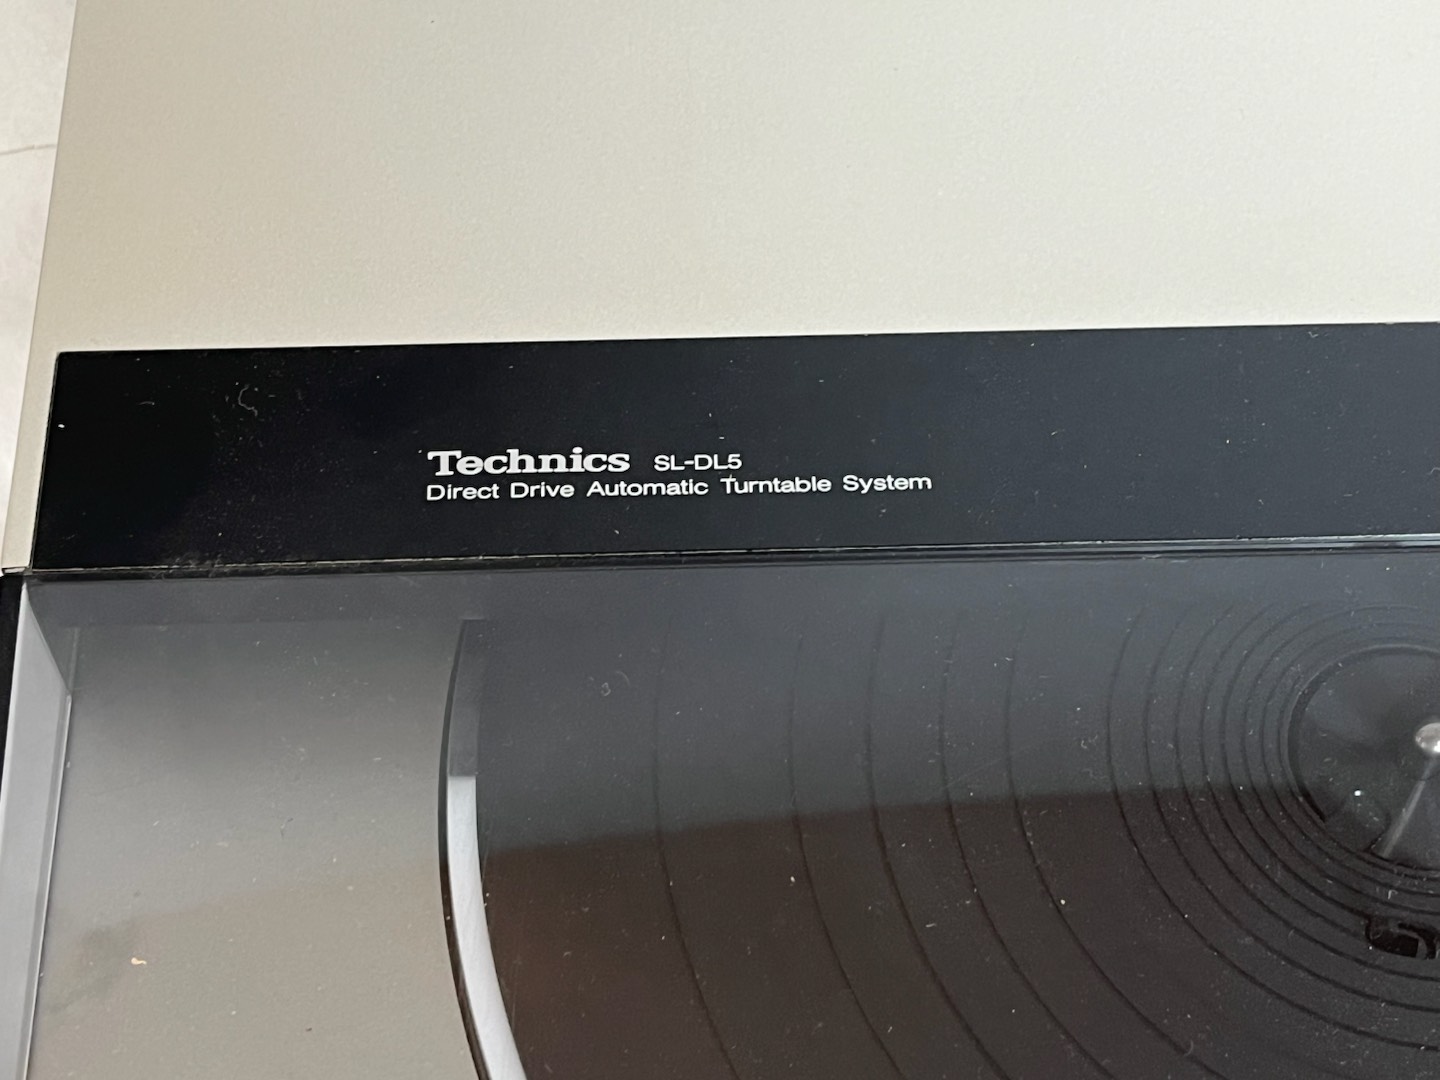 Technics SL-DL5
Direct Drive Automatic Turntable System